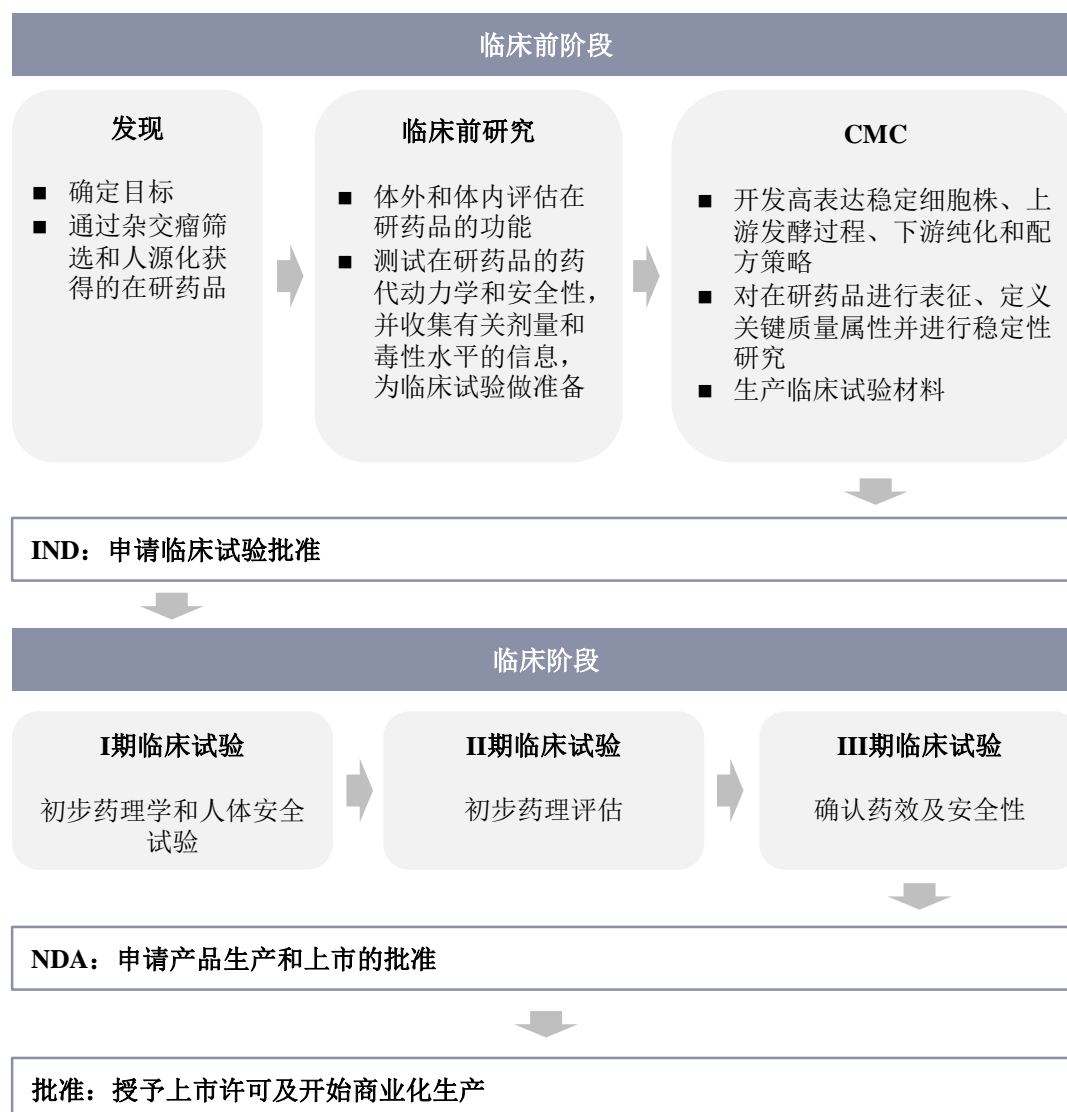 临床前阶段
发现
■ 确定目标
■ 通过杂交瘤筛
选和人源化获
得的在研药品
临床前研究
■ 体外和体内评估在
研药品的功能
■ 测试在研药品的药
代动力学和安全性，
并收集有关剂量和
毒性水平的信息，
为临床试验做准备
CMC
■ 开发高表达稳定细胞株、上
游发酵过程、下游纯化和配
方策略
■ 对在研药品进行表征、定义
关键质量属性并进行稳定性
研究
■ 生产临床试验材料
IND：申请临床试验批准
临床阶段
I期临床试验
初步药理学和人体安全
试验
II期临床试验
初步药理评估
III期临床试验
确认药效及安全性
NDA：申请产品生产和上市的批准
批准：授予上市许可及开始商业化生产